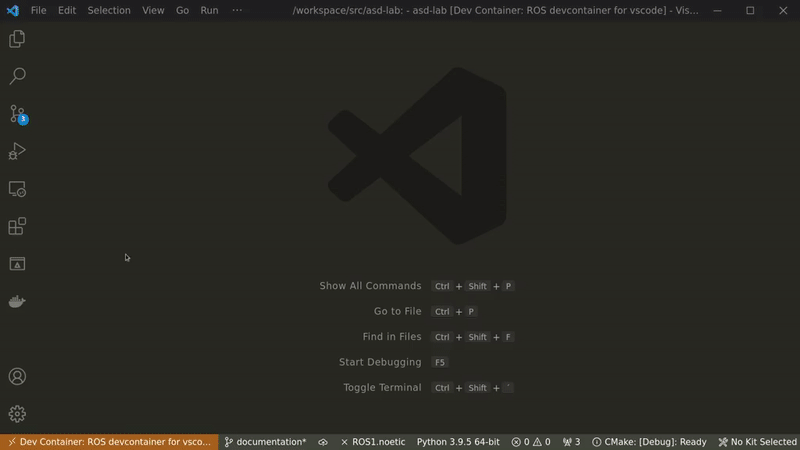 File Edit Selection View Go Run ··· /workspace/src/asd-lab: - asd-lab [Dev Container: ROS devcontainer for vscode] - Vis...
3
Show All Commands Ctrl + Shift + P
Go to File Ctrl + P
Find in Files Ctrl + Shift + F
Start Debugging F5
Toggle Terminal Ctrl + Shift + `
Dev Container: ROS devcontainer for vsco... documentation* ROS1.noetic Python 3.9.5 64-bit 0 0 3 CMake: [Debug]: Ready No Kit Selected